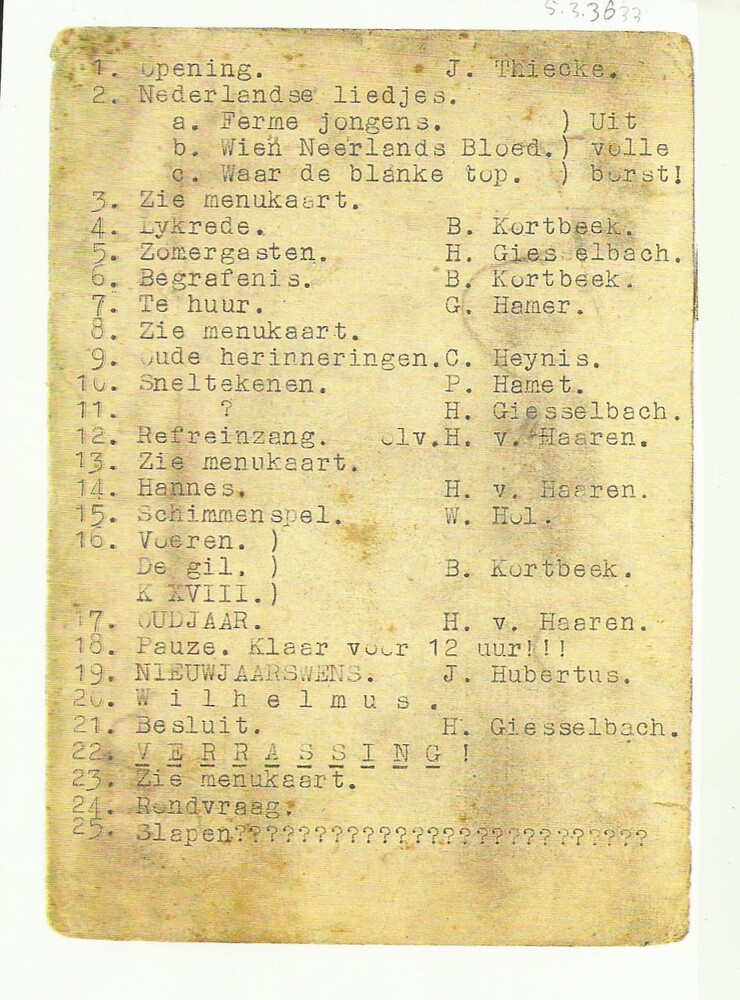 5.3.3633
1. Opening. J. Thiecke.
2. Nederlandse liedjes.
a. Ferme jongens. ) Uit
b. Wien Neerlands Bloed.) volle
c. Waar de blanke top. ) borst!
3. Zie menukaart.
4. Lykrede. B. Kortbeek.
5. Zomergasten. H. Gies elbach.
6. Begrafenis. B. Kortbeek.
7. Te huur. G. Hamer.
8. Zie menukaart.
9. Oude herinneringen.C. Heynis.
10. Sneltekenen. P. Hamet.
11. ? H. Giesselbach.
12. Refreinzang. olv.H. v. Haaren.
13. Zie menukaart.
14. Hannes. H. v. Haaren.
15. Schimmenspel. W. Hol.
16. Voeren. )
De gil. ) B. Kortbeek.
K XVIII.)
17. OUDJAAR. H. v. Haaren.
18. Pauze. Klaar voor 12 uur!!!
19. NIEUWJAARSWENS. J. Hubertus.
20. W i l h e l m u s .
21. Besluit. H. Giesselbach.
22. V E R R A S S I N G !
23. Zie menukaart.
24. Rondvraag.
25. Slapen??????????????????????????